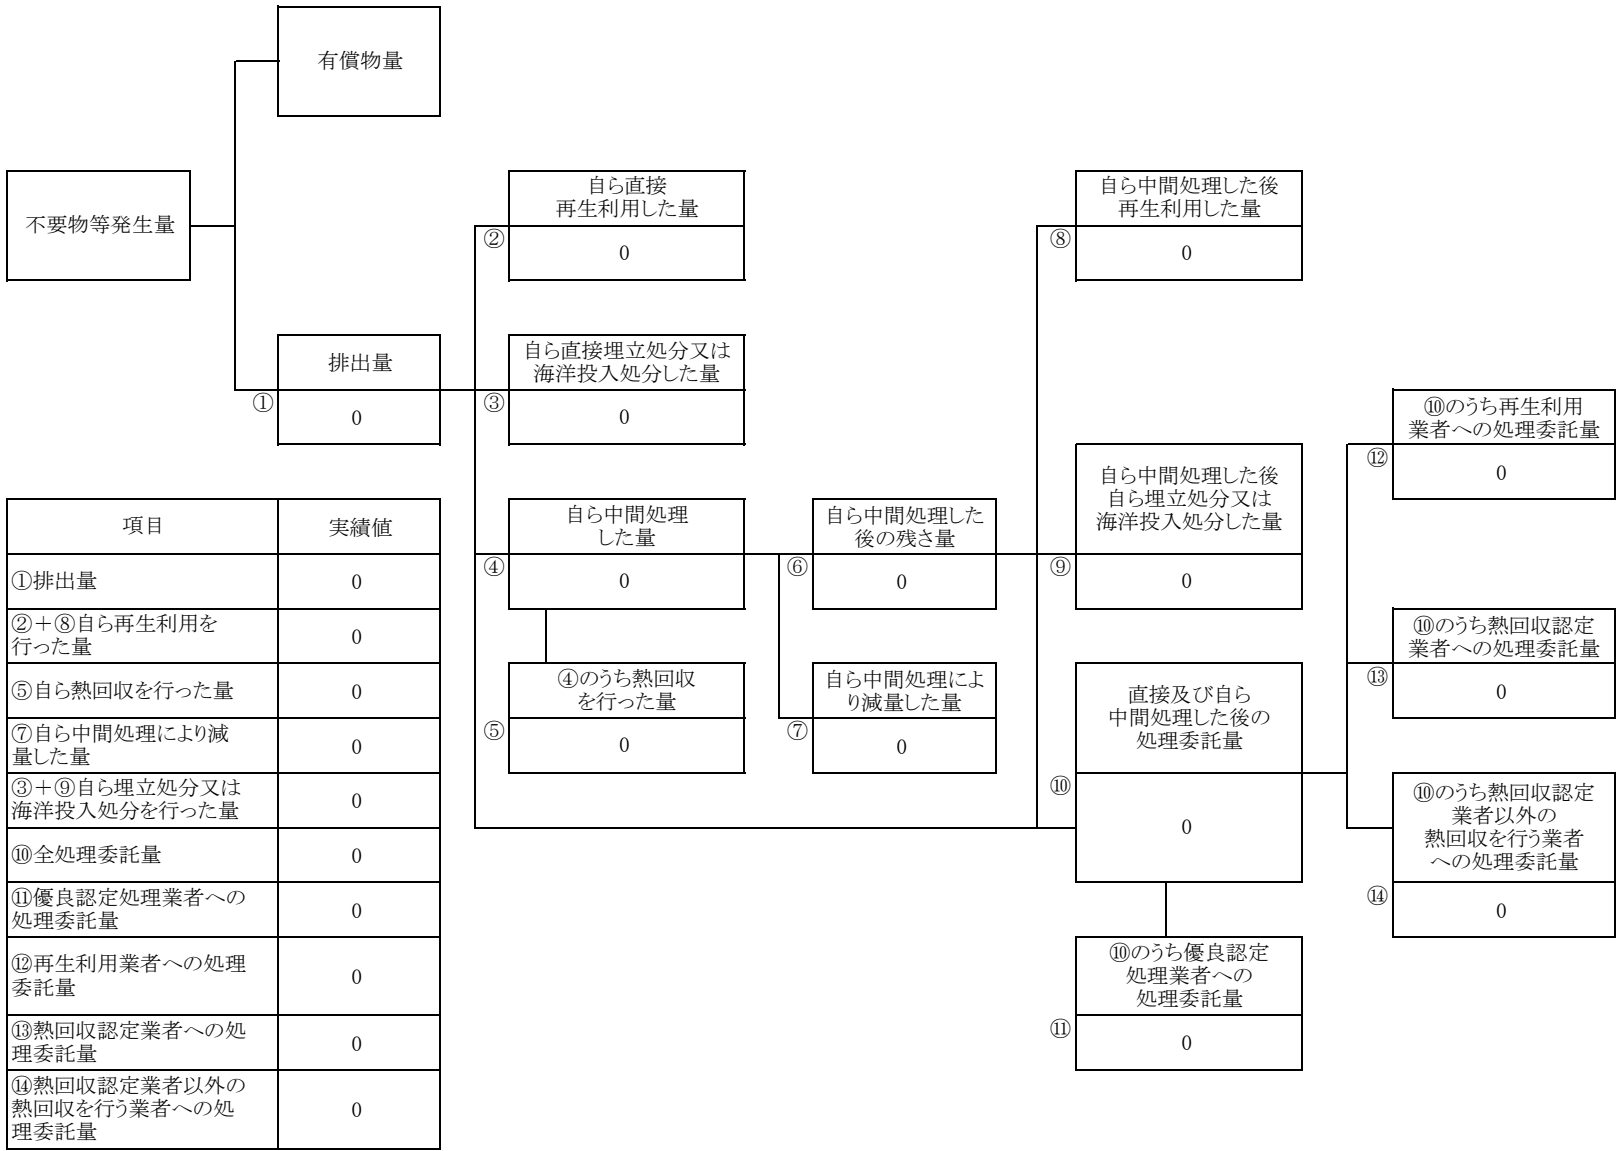 有償物量
不要物等発生量
排出量
①
0
自ら直接
再生利用した量
②
0
自ら直接埋立処分又は
海洋投入処分した量
③
0
自ら中間処理
した量
④
0
④のうち熱回収
を行った量
⑤
0
自ら中間処理した
後の残さ量
⑥
0
自ら中間処理によ
り減量した量
⑦
0
自ら中間処理した後
再生利用した量
⑧
0
自ら中間処理した後
自ら埋立処分又は
海洋投入処分した量
⑨
0
直接及び自ら
中間処理した後の
処理委託量
⑩
0
⑩のうち優良認定
処理業者への
処理委託量
⑪
0
⑩のうち再生利用
業者への処理委託量
⑫
0
⑩のうち熱回収認定
業者への処理委託量
⑬
0
⑩のうち熱回収認定
業者以外の
熱回収を行う業者
への処理委託量
⑭
0
項目 実績値
①排出量 0
②＋⑧自ら再生利用を
行った量 0
⑤自ら熱回収を行った量 0
⑦自ら中間処理により減
量した量 0
③＋⑨自ら埋立処分又は
海洋投入処分を行った量 0
⑩全処理委託量 0
⑪優良認定処理業者への
処理委託量 0
⑫再生利用業者への処理
委託量 0
⑬熱回収認定業者への処
理委託量 0
⑭熱回収認定業者以外の
熱回収を行う業者への処
理委託量 0